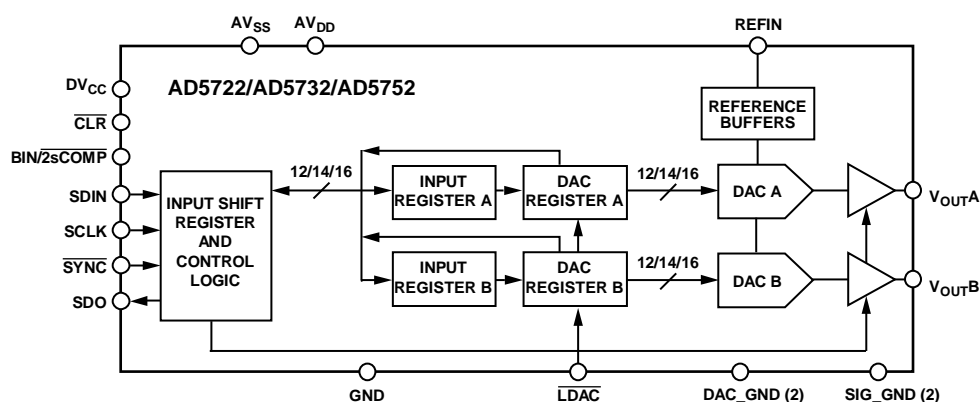 AVSS
AVDD
REFIN
DVCC
AD5722/AD5732/AD5752
CLR
REFERENCE
BUFFERS
BIN/2sCOMP
12/14/16
INPUT
REGISTER A
DAC
REGISTER A
12/14/16
DAC A
VOUTA
SDIN
INPUT SHIFT
REGISTER
AND
CONTROL
LOGIC
SCLK
SYNC
SDO
INPUT
REGISTER B
DAC
REGISTER B
12/14/16
DAC B
VOUTB
GND
LDAC
DAC_GND (2)
SIG_GND (2)